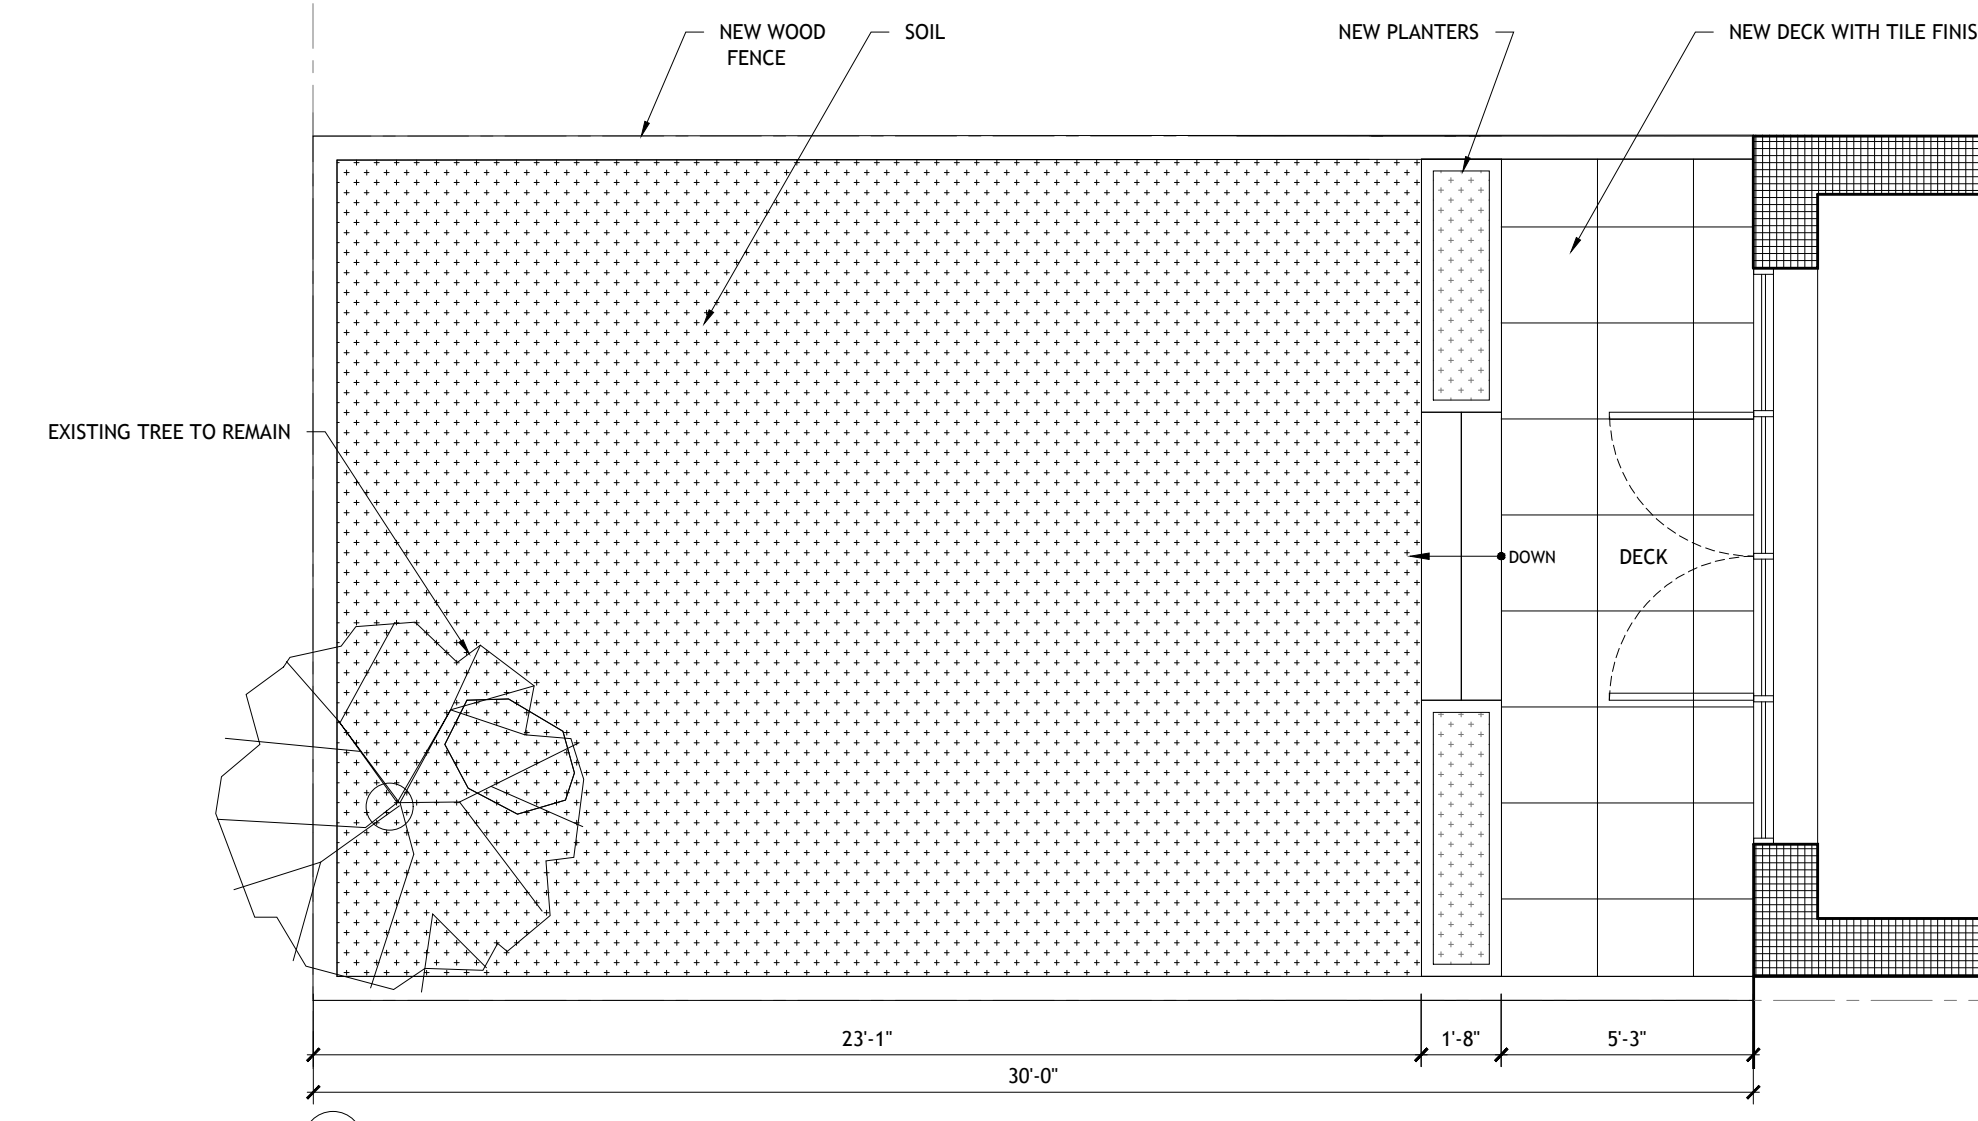 NEW WOOD
FENCE
SOIL
NEW PLANTERS
NEW DECK WITH TILE FINIS
EXISTING TREE TO REMAIN
DOWN
DECK
23'-1"
1'-8"
5'-3"
30'-0"